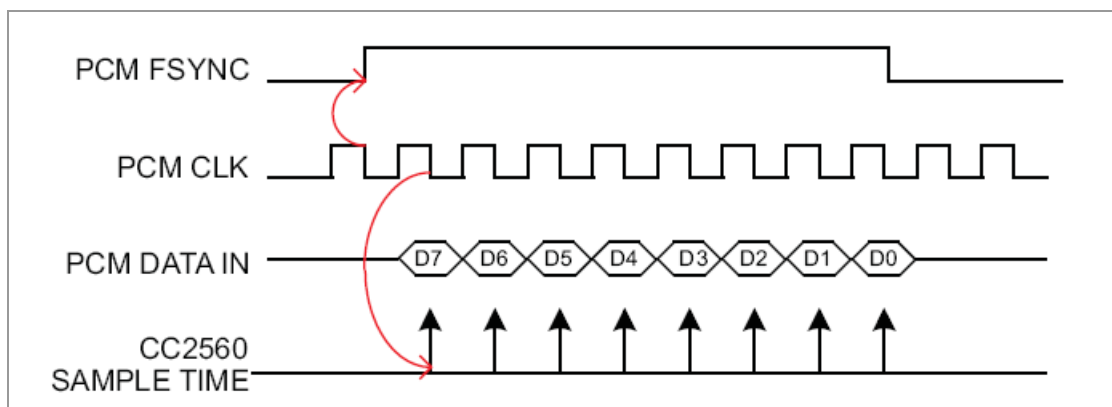 PCM FSYNC
PCM CLK
PCM DATA IN
D7 D6 D5 D4 D3 D2 D1 D0
CC2560
SAMPLE TIME